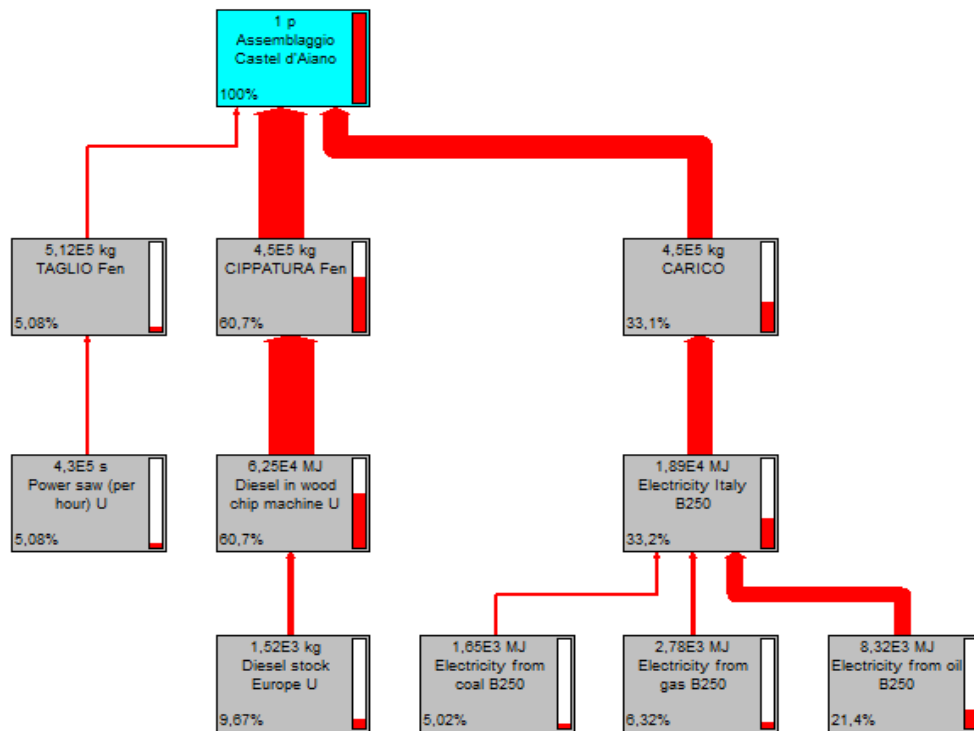 1 p
Assemblaggio
Castel d'Aiano
100%
5,12E5 kg
TAGLIO Fen
5,08%
4,5E5 kg
CIPPATURA Fen
60,7%
4,5E5 kg
CARICO
33,1%
4,3E5 s
Power saw (per
hour) U
5,08%
6,25E4 MJ
Diesel in wood
chip machine U
60,7%
1,89E4 MJ
Electricity Italy
B250
33,2%
1,52E3 kg
Diesel stock
Europe U
9,67%
1,65E3 MJ
Electricity from
coal B250
5,02%
2,78E3 MJ
Electricity from
gas B250
6,32%
8,32E3 MJ
Electricity from oil
B250
21,4%